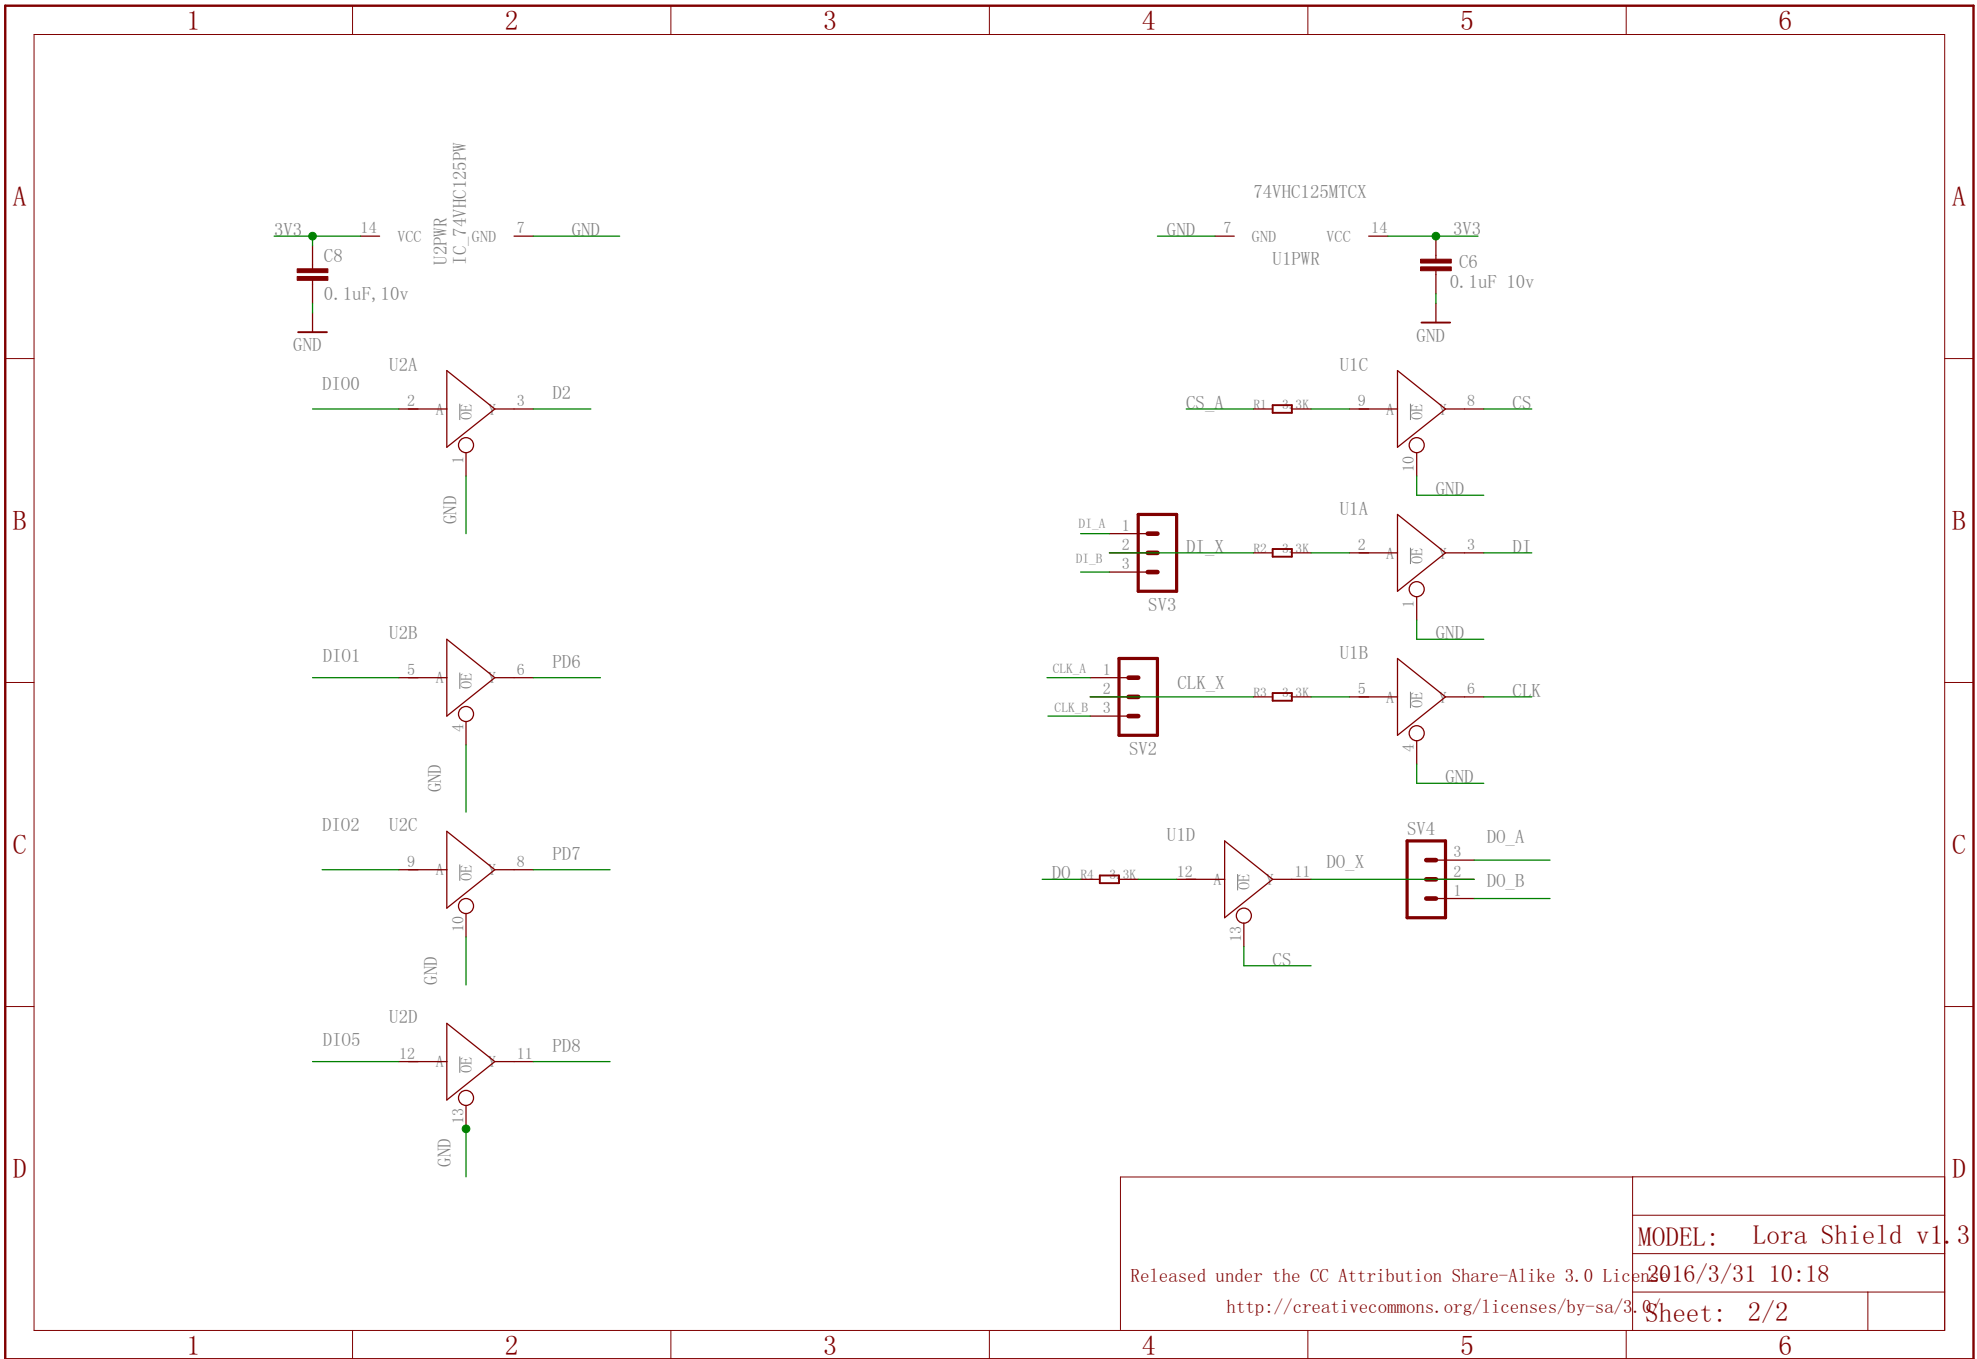 1 2 3 4 5 6
A A
IC_74VHC125PW
U2PWR
3V3 14 VCC GND 7 GND
C8
0.1uF,10v
GND
74VHC125MTCX
GND 7 GND VCC 14 3V3
U1PWR
C6
0.1uF 10v
GND
B B
U2A
DIO0 2 A OE Y 3 D2
1
GND
U1C
CS_A R1 3.3K 9 A OE Y 8 CS
10
GND
U1A
DI_A 1
2 DI_X R2 3.3K 2 A OE Y 3 DI
DI_B 3
SV3
1
GND
U2B
DIO1 5 A OE Y 6 PD6
4
GND
U1B
CLK_A 1
2 CLK_X R3 3.3K 5 A OE Y 6 CLK
CLK_B 3
SV2
4
GND
C C
DIO2 U2C
9 A OE Y 8 PD7
10
GND
U1D SV4
DO R4 3.3K 12 A OE Y 11 DO_X
3 DO_A
2
1 DO_B
13
CS
U2D
DIO5 12 A OE Y 11 PD8
13
GND
D D
MODEL: Lora Shield v1.3
Released under the CC Attribution Share-Alike 3.0 License
2016/3/31 10:18
http://creativecommons.org/licenses/by-sa/3.0/
Sheet: 2/2
1 2 3 4 5 6